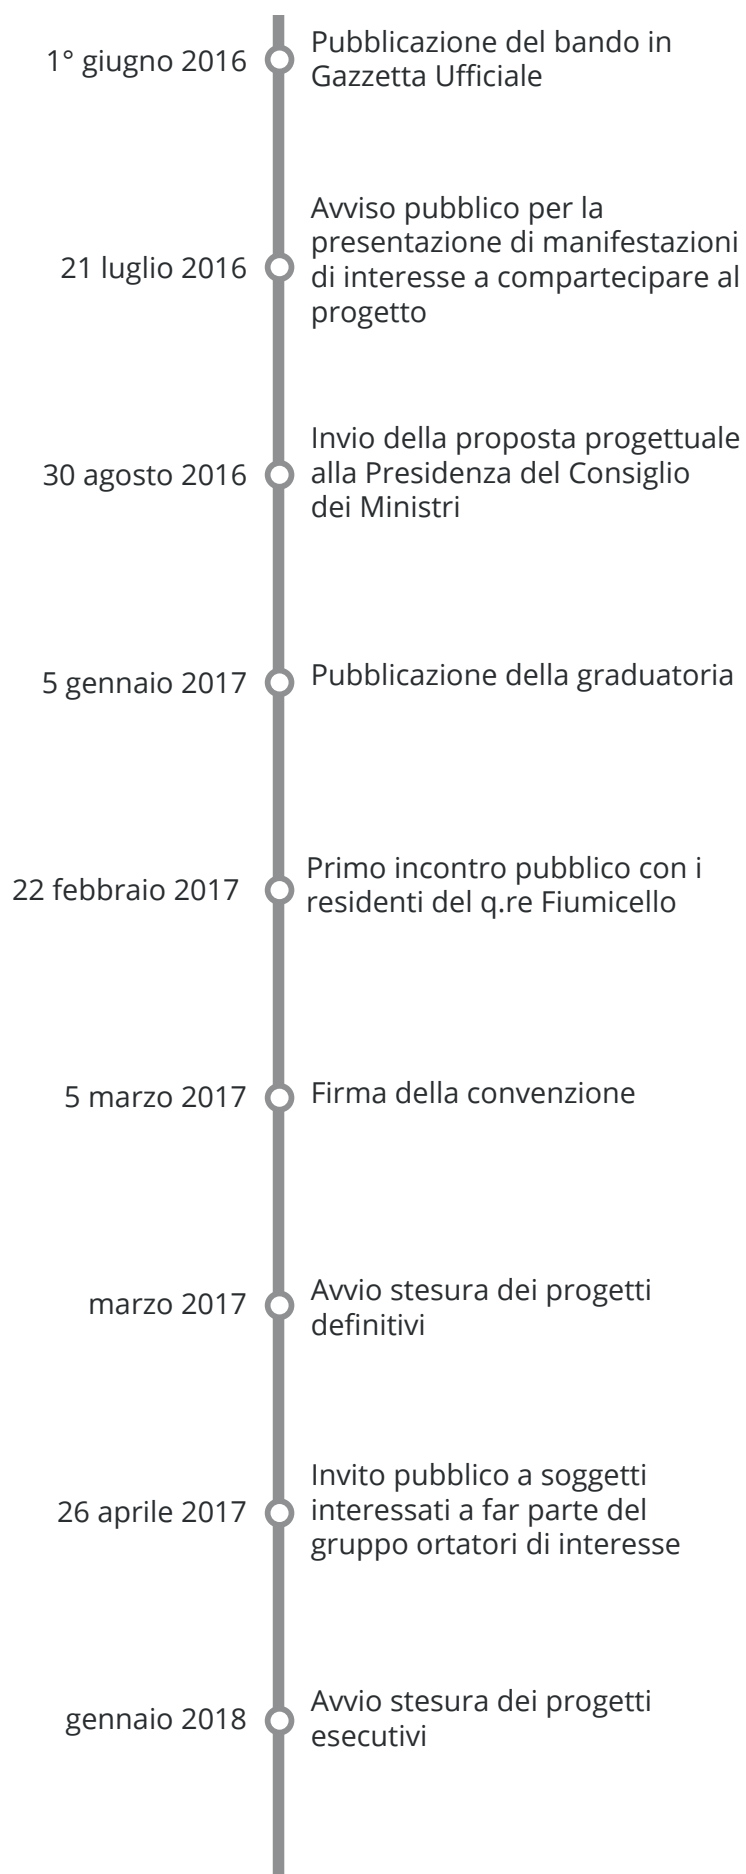 1° giugno 2016
Pubblicazione del bando in
Gazzetta Ufficiale
21 luglio 2016
Avviso pubblico per la
presentazione di manifestazioni
di interesse a compartecipare al
progetto
30 agosto 2016
Invio della proposta progettuale
alla Presidenza del Consiglio
dei Ministri
5 gennaio 2017
Pubblicazione della graduatoria
22 febbraio 2017
Primo incontro pubblico con i
residenti del q.re Fiumicello
5 marzo 2017
Firma della convenzione
marzo 2017
Avvio stesura dei progetti
definitivi
26 aprile 2017
Invito pubblico a soggetti
interessati a far parte del
gruppo ortatori di interesse
gennaio 2018
Avvio stesura dei progetti
esecutivi